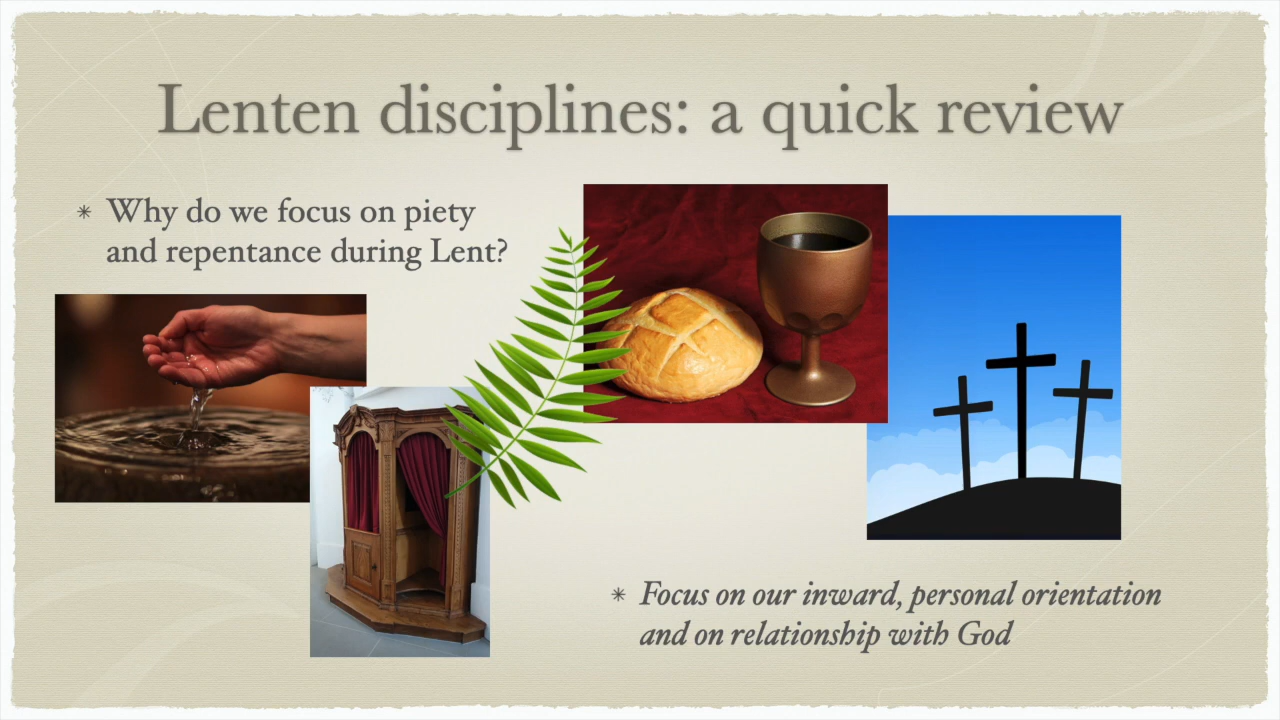 Lenten disciplines: a quick review
* Why do we focus on piety
and repentance during Lent?
* Focus on our inward, personal orientation
and on relationship with God